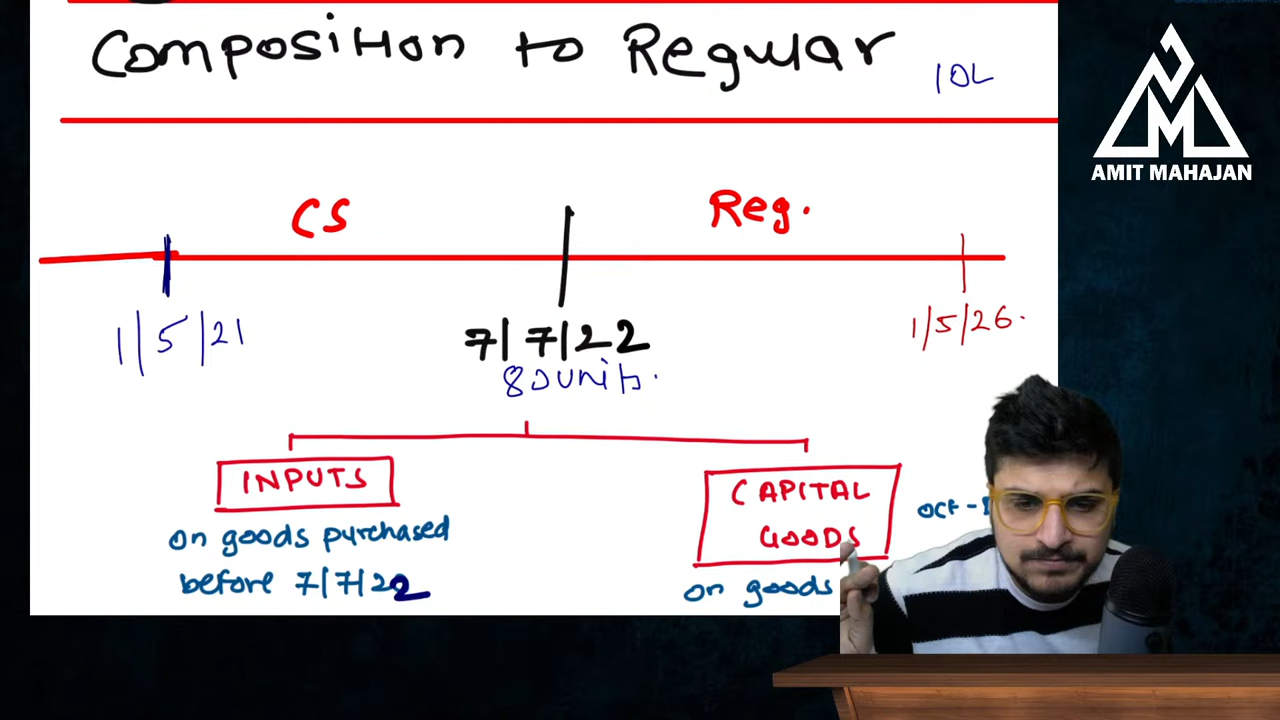 Composition to Regular
10L
CS
Reg.
1/5/21
7/7/22
1/5/26.
80 units.
INPUTS
on goods purchased
before 7/7/22
CAPITAL
GOODS
on goods
AMIT MAHAJAN